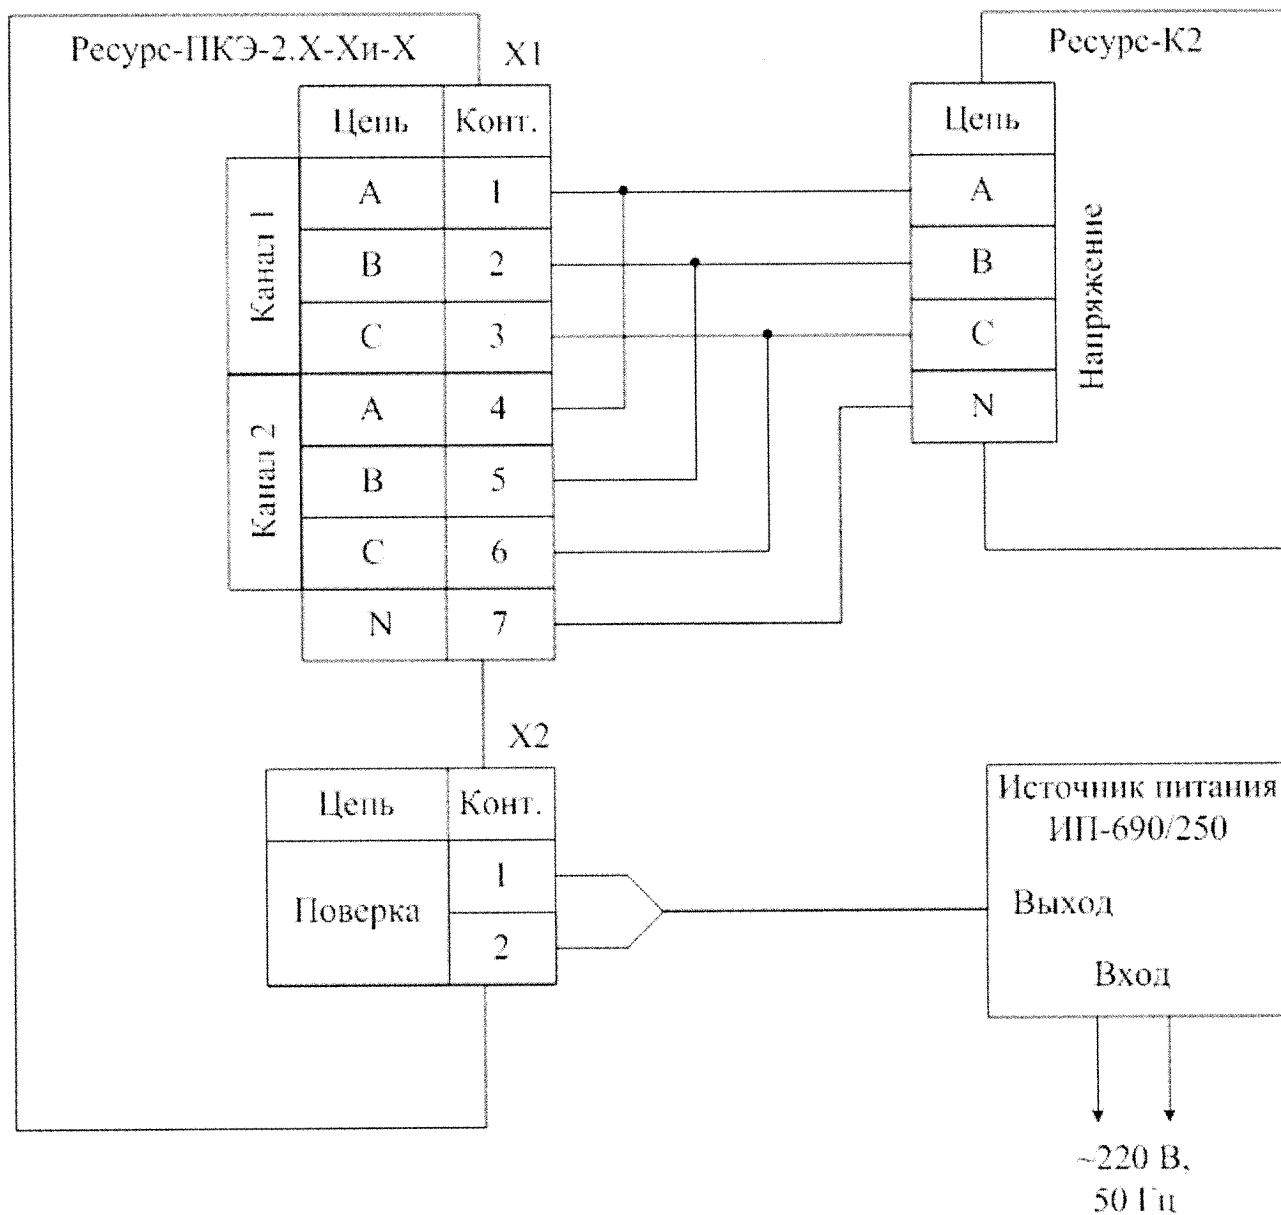 Ресурс-ПКЭ-2.Х-Хи-Х
X1
Цепь Конт.
Канал 1
A 1
B 2
C 3
Канал 2
A 4
B 5
C 6
N 7
Ресурс-К2
Цепь
A
B
C
N
Напряжение
X2
Цепь Конт.
Поверка
1
2
Источник питания
ИП-690/250
Выход
Вход
~220 В,
50 Гц